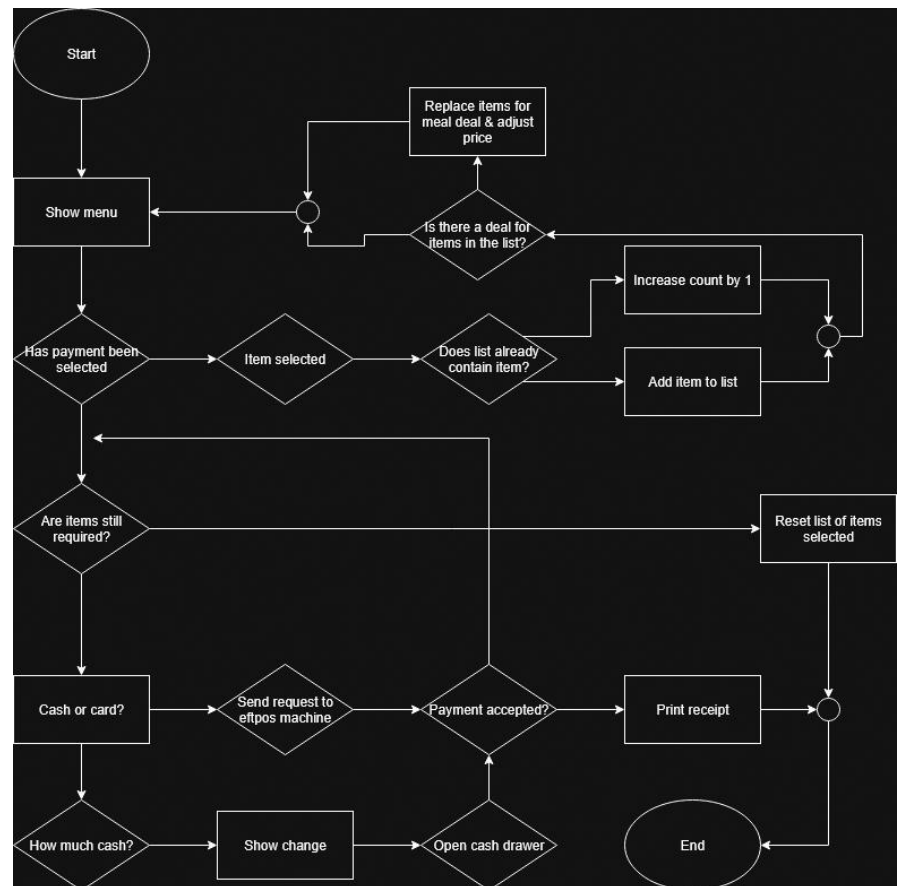 Start
Replace items for
meal deal & adjust
price
Show menu
Is there a deal for
items in the list?
Increase count by 1
Has payment been
selected
Item selected
Does list already
contain item?
Add item to list
Are items still
required?
Reset list of items
selected
Cash or card?
Send request to
eftpos machine
Payment accepted?
Print receipt
How much cash?
Show change
Open cash drawer
End